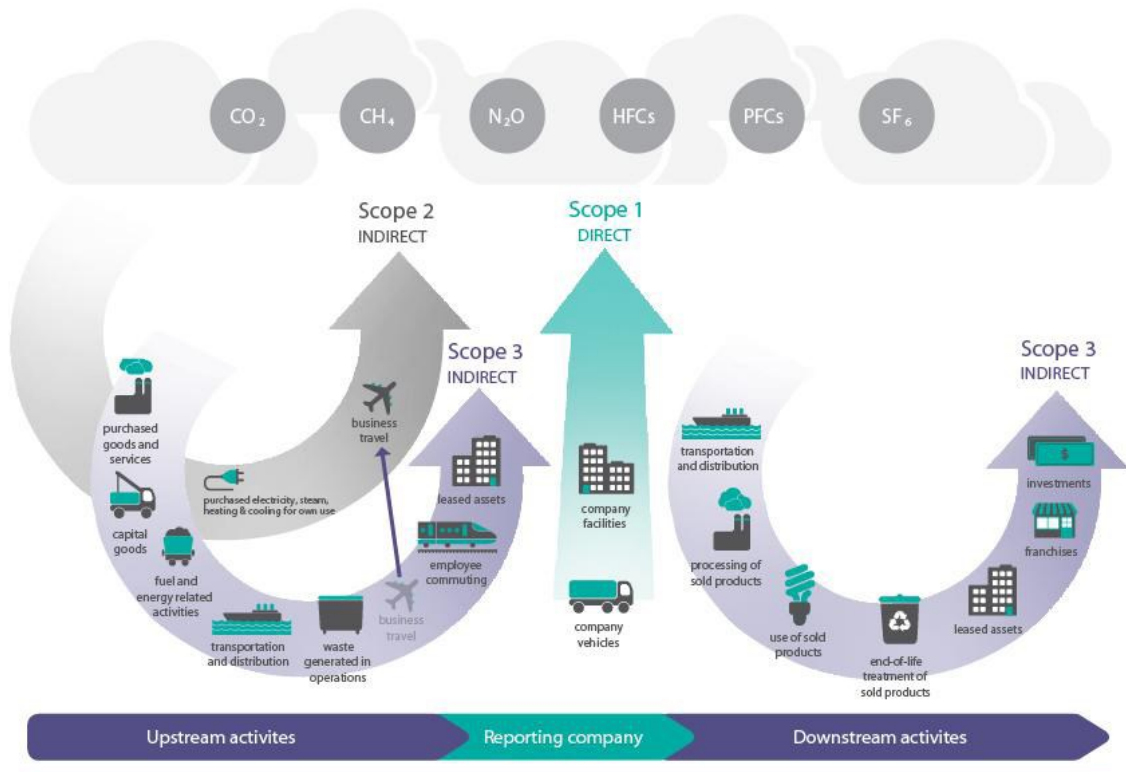 CO₂
CH₄
N₂O
HFCs
PFCs
SF₆
Scope 2
INDIRECT
Scope 1
DIRECT
Scope 3
INDIRECT
Scope 3
INDIRECT
purchased
goods and
services
capital
goods
fuel and
energy related
activities
purchased electricity, steam,
heating & cooling for own use
business
travel
transportation
and distribution
waste
generated in
operations
business
travel
employee
commuting
leased assets
company
facilities
company
vehicles
transportation
and distribution
processing of
sold products
use of sold
products
end-of-life
treatment of
sold products
leased assets
franchises
$
investments
Upstream activites
Reporting company
Downstream activites